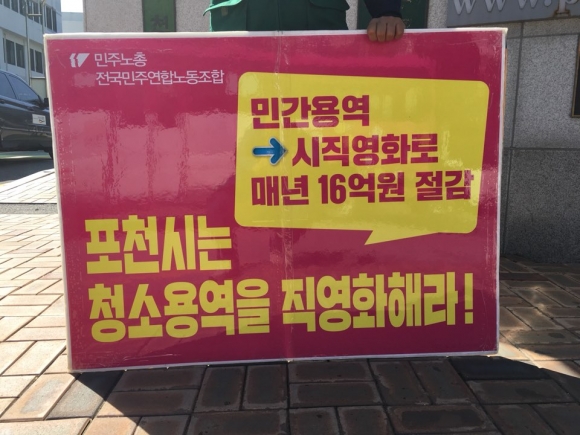 민주노총
전국민주연합노동조합
민간용역
→ 시직영화로
매년 16억원 절감
포천시는
청소용역을 직영화해라!
www.p